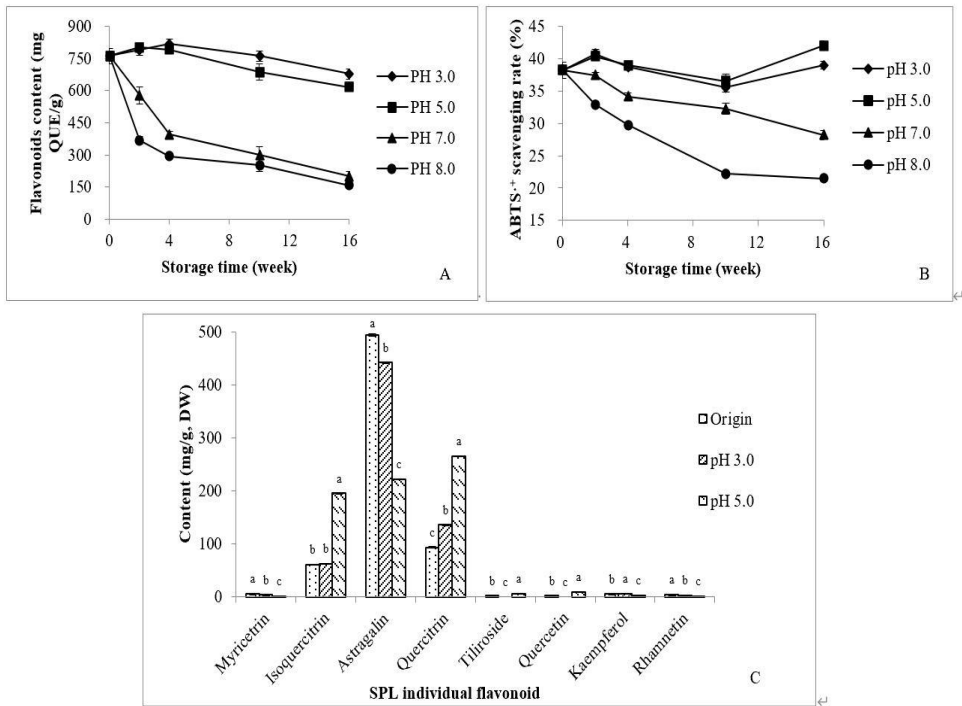 900
750
600
450
300
150
0
0
4
8
12
16
Flavonoids content (mg
QUE/g)
Storage time (week)
PH 3.0
PH 5.0
PH 7.0
PH 8.0
A
45
40
35
30
25
20
15
0
4
8
12
16
ABTS·⁺ scavenging rate (%)
Storage time (week)
pH 3.0
pH 5.0
pH 7.0
pH 8.0
B
500
400
300
200
100
0
Content (mg/g, DW)
a b c
b b a
a b c
c b a
b c a
b c a
b a c
a b c
Origin
pH 3.0
pH 5.0
Myricetrin
Isoquercitrin
Astragalin
Quercitrin
Tiliroside
Quercetin
Kaempferol
Rhamnetin
SPL individual flavonoid
C